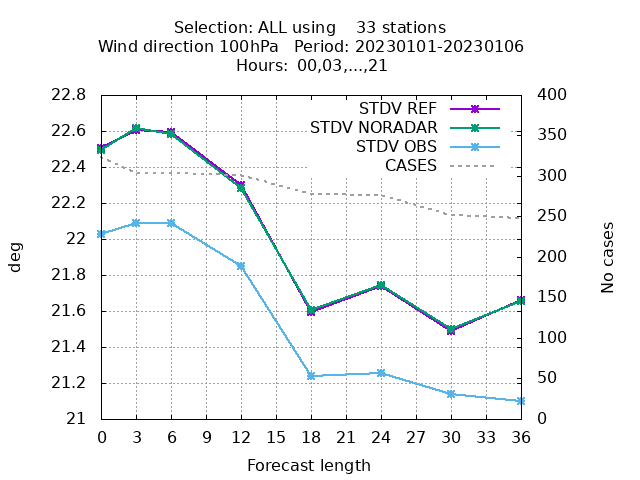 Selection: ALL using    33 stations
Wind direction 100hPa   Period: 20230101-20230106
Hours: 00,03,...,21
STDV REF
STDV NORADAR
STDV OBS
CASES
deg
22.8
22.6
22.4
22.2
22
21.8
21.6
21.4
21.2
21
No cases
400
350
300
250
200
150
100
50
0
0 3 6 9 12 15 18 21 24 27 30 33 36
Forecast length